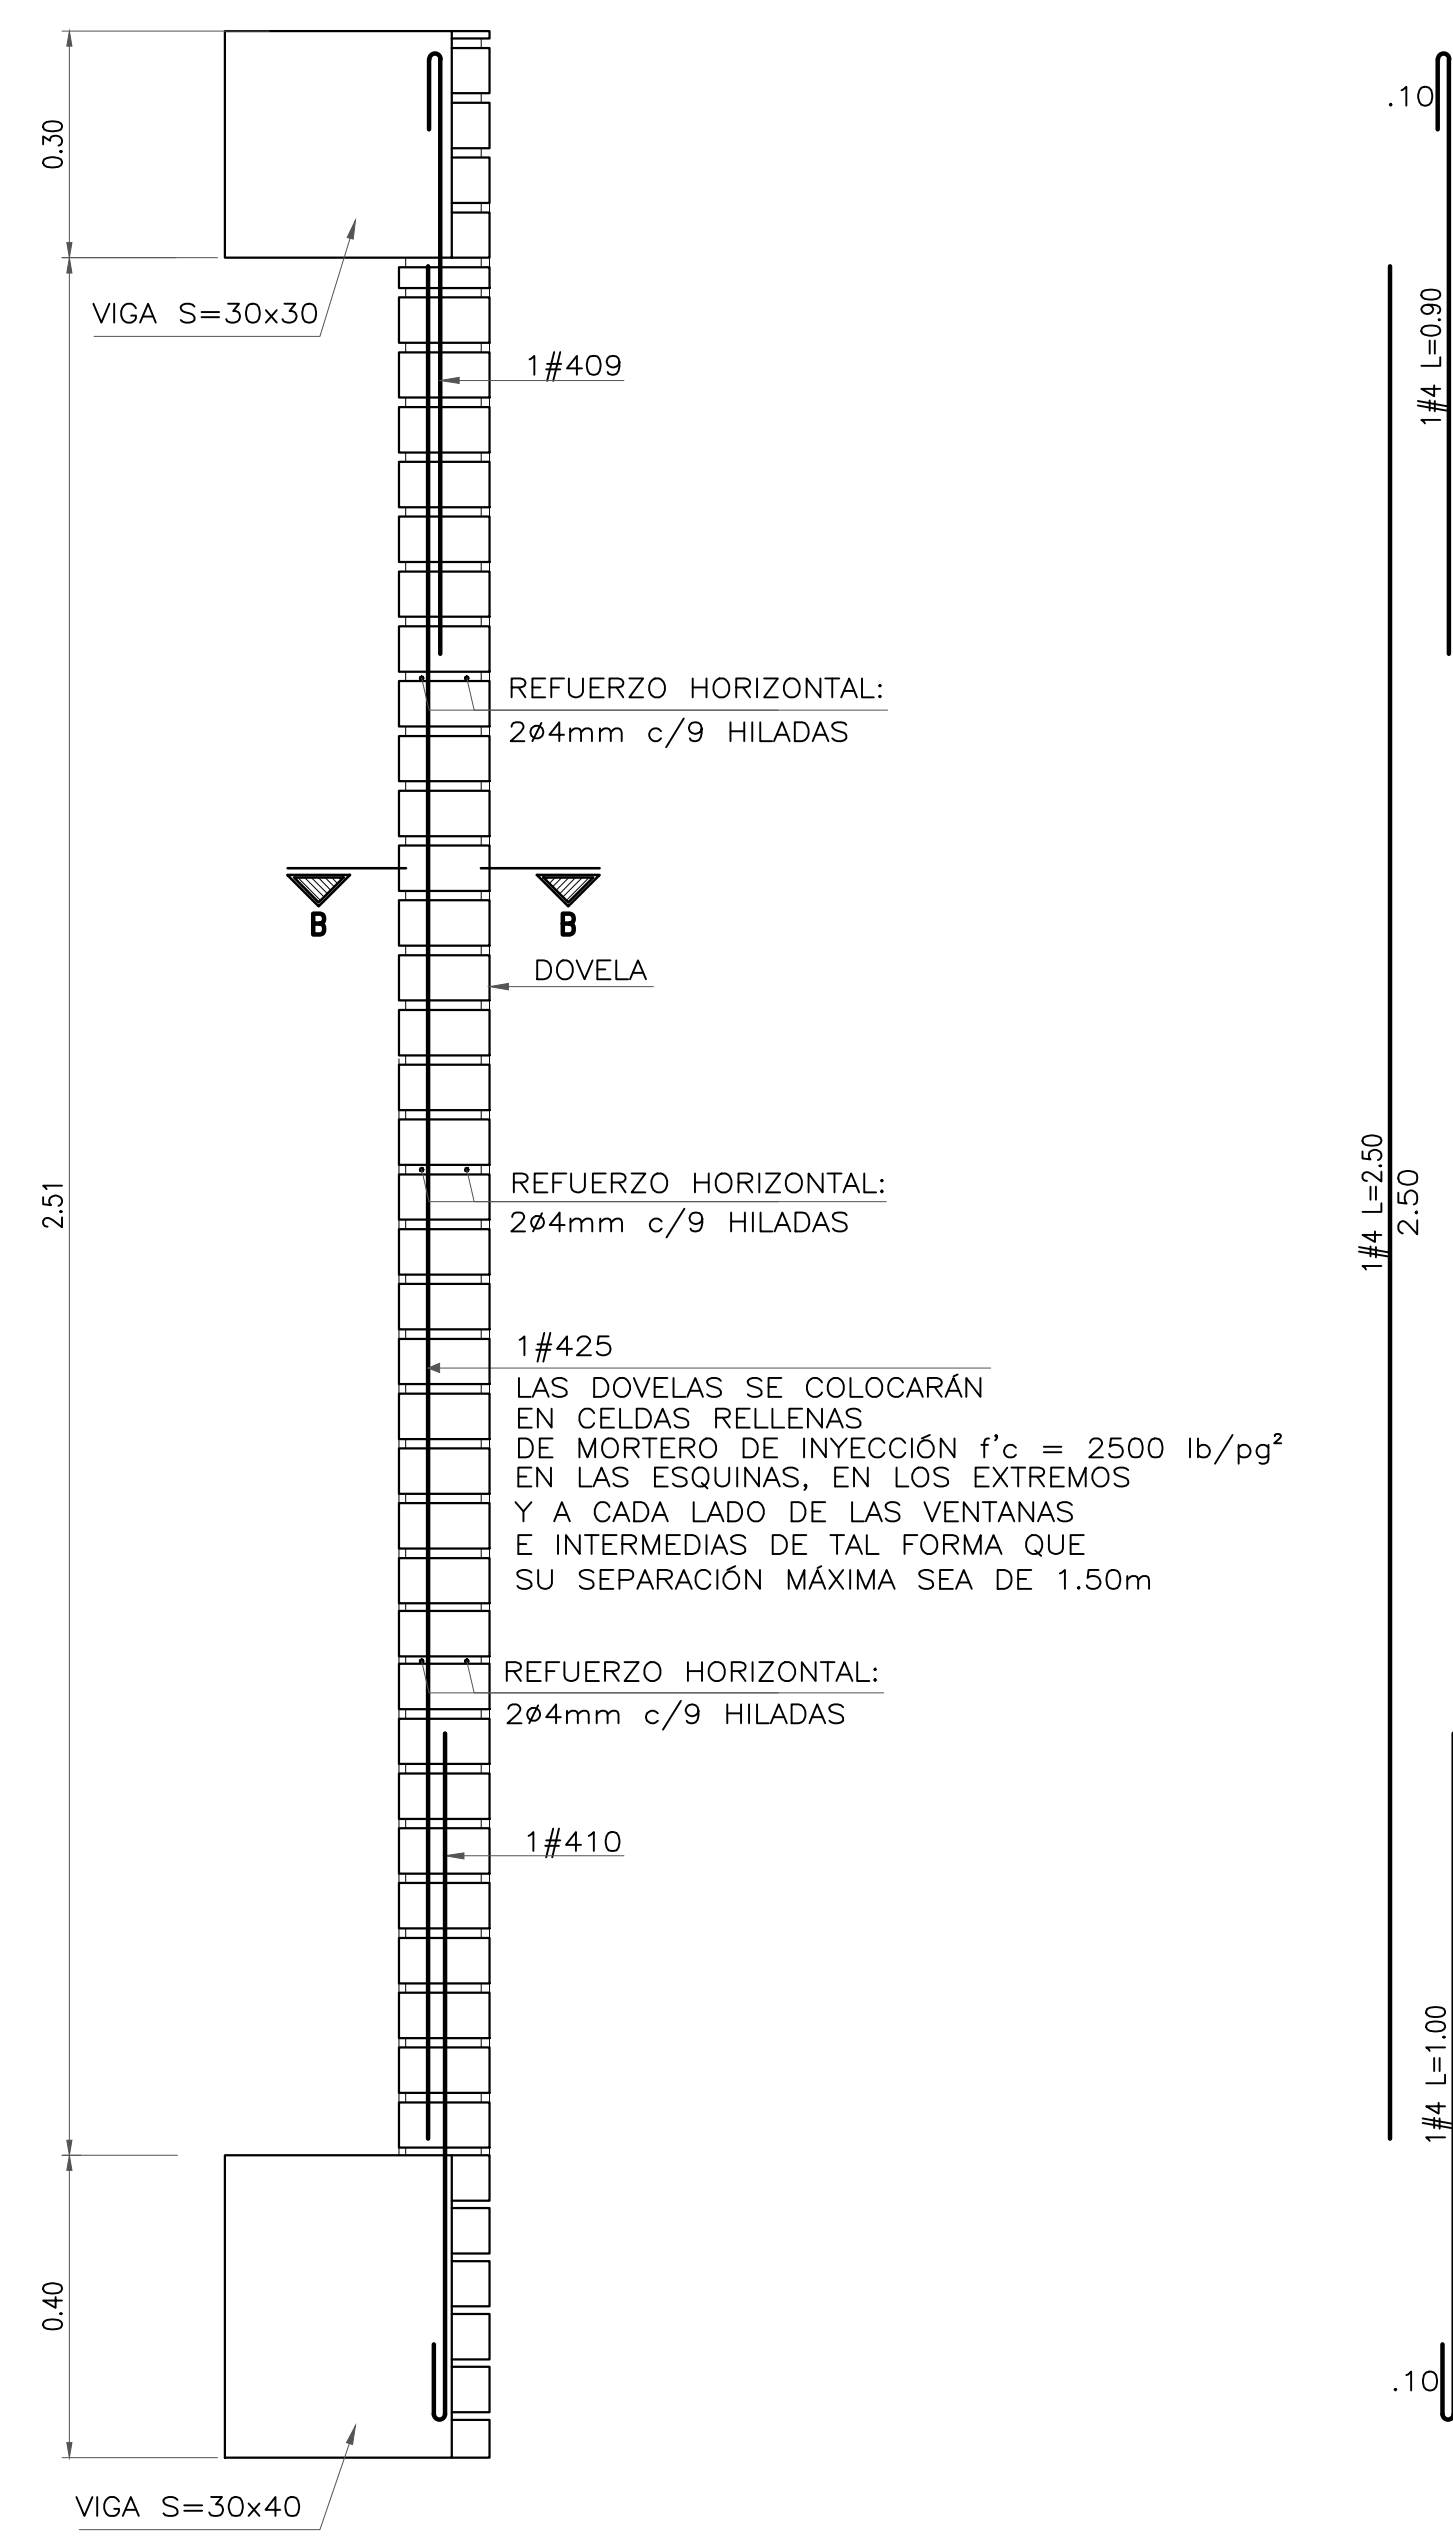 0.30
VIGA S=30x30
1#409
REFUERZO HORIZONTAL:
2ø4mm c/9 HILADAS
B
B
DOVELA
2.51
REFUERZO HORIZONTAL:
2ø4mm c/9 HILADAS
1#425
LAS DOVELAS SE COLOCARÁN
EN CELDAS RELLENAS
DE MORTERO DE INYECCIÓN f'c = 2500 lb/pg²
EN LAS ESQUINAS, EN LOS EXTREMOS
Y A CADA LADO DE LAS VENTANAS
E INTERMEDIAS DE TAL FORMA QUE
SU SEPARACIÓN MÁXIMA SEA DE 1.50m
REFUERZO HORIZONTAL:
2ø4mm c/9 HILADAS
1#410
0.40
VIGA S=30x40
.10
1#4 L=0.90
1#4 L=2.50
2.50
1#4 L=1.00
.10